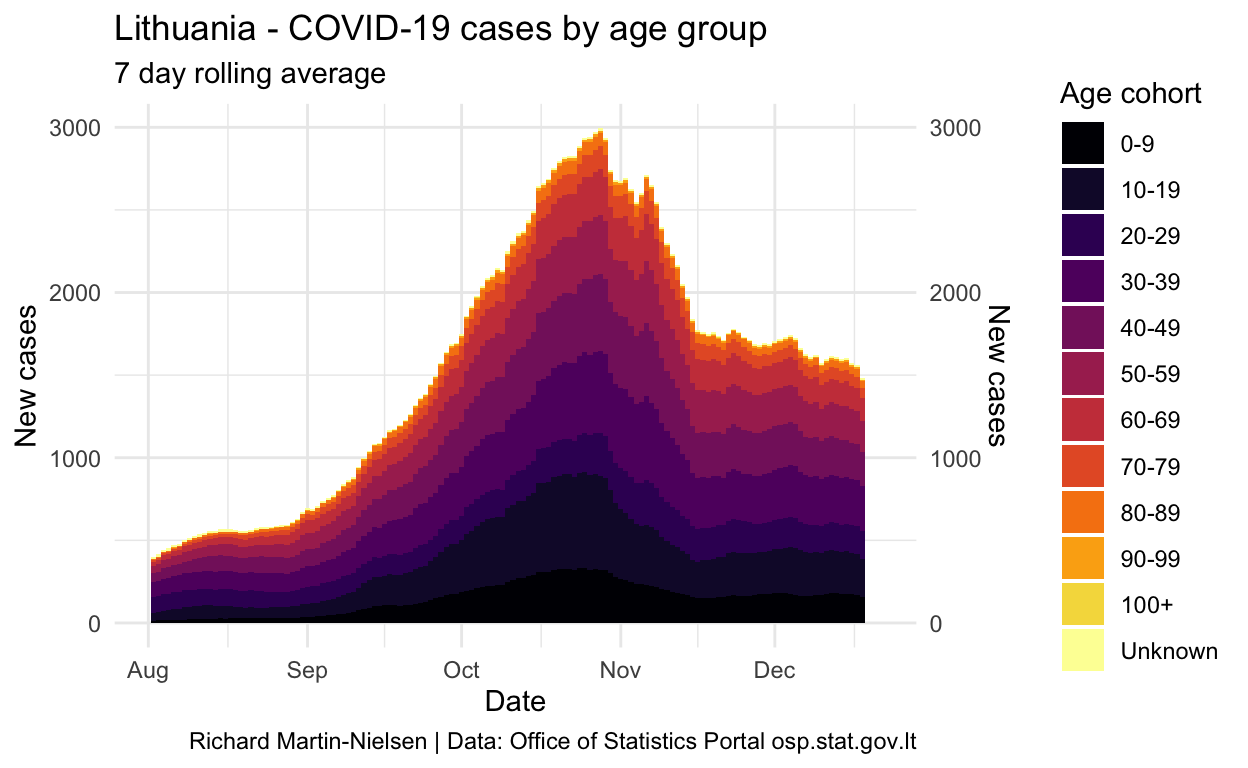 Lithuania - COVID-19 cases by age group
7 day rolling average
New cases
3000
2000
1000
0
3000
2000
1000
0
New cases
Aug Sep Oct Nov Dec
Date
Age cohort
0-9
10-19
20-29
30-39
40-49
50-59
60-69
70-79
80-89
90-99
100+
Unknown
Richard Martin-Nielsen | Data: Office of Statistics Portal osp.stat.gov.lt